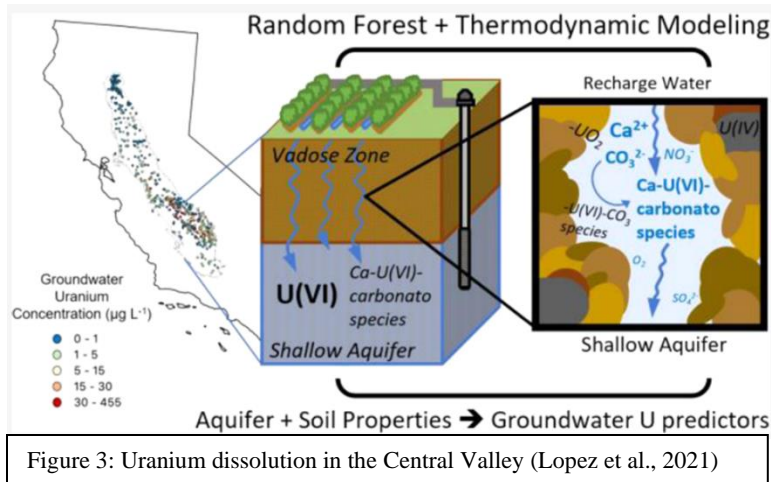 Random Forest + Thermodynamic Modeling
Recharge Water
Vadose Zone
-UO₂
Ca²⁺
U(IV)
CO₃²⁻
NO₃⁻
Ca-U(VI)-
carbonato
species
-U(VI)-CO₃
species
O₂
SO₄²⁻
Groundwater
Uranium
Concentration (µg L⁻¹)
0 - 1
1 - 5
5 - 15
15 - 30
30 - 455
U(VI)
Ca-U(VI)-
carbonato
species
Shallow Aquifer
Shallow Aquifer
Aquifer + Soil Properties ➔ Groundwater U predictors
Figure 3: Uranium dissolution in the Central Valley (Lopez et al., 2021)